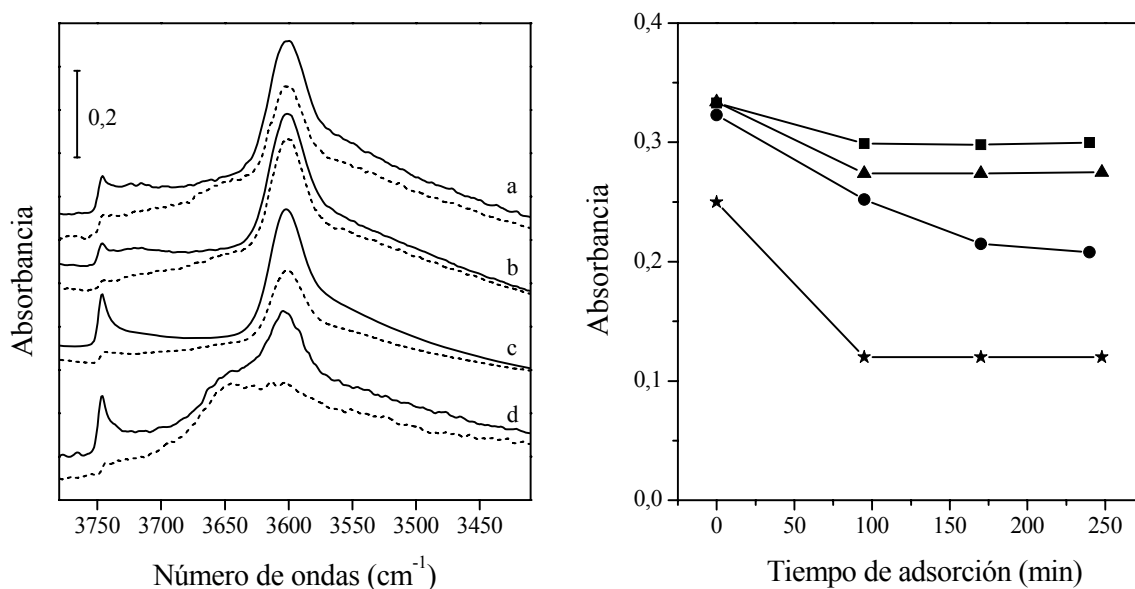 0,2
a
b
c
d
3750 3700 3650 3600 3550 3500 3450
Número de ondas (cm-1)
Absorbancia
0,4
0,3
0,2
0,1
0,0
0 50 100 150 200 250
Tiempo de adsorción (min)
Absorbancia